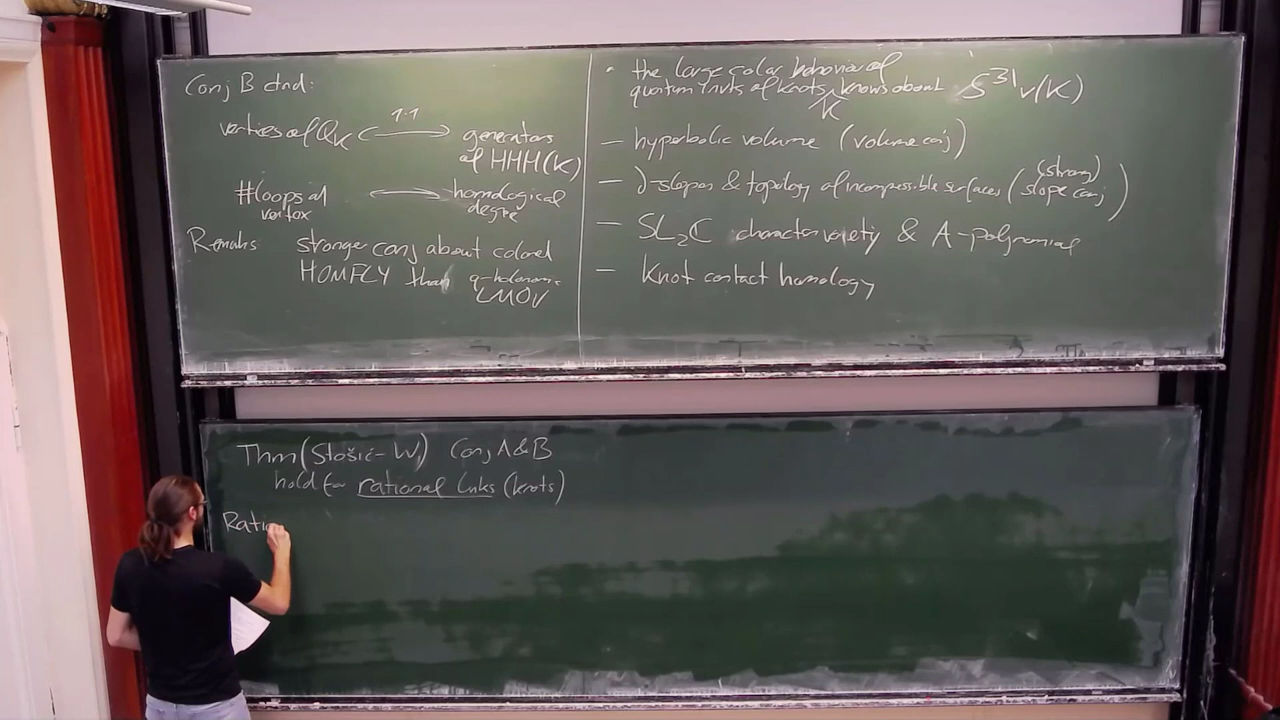 Conj B ctnd:
vertices of Q_K ⟷ 1:1 generators
of HHH(K)
#loops at ⟷ homological
vertex degree
Remarks: stronger conj about colored
HOMFLY than q-holonomic
LMOV
• the large color behavior of
quantum invts of knots K knows about S³\ν(K)
– hyperbolic volume (volume conj)
– ∂-slopes & topology of incompressible surfaces ((strong) slope conj)
– SL₂C character variety & A-polynomial
– Knot contact homology
Thm (Stošić-W) Conj A&B
hold for rational links (knots)
Ratio